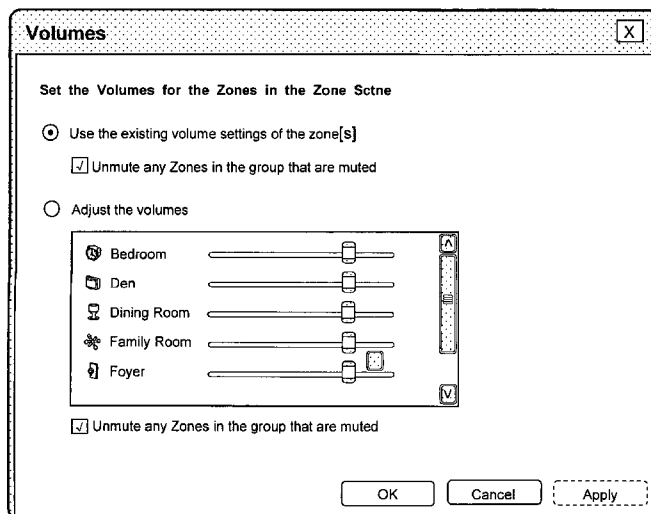 Volumes X
Set the Volumes for the Zones in the Zone Sctne
Use the existing volume settings of the zone[s]
Unmute any Zones in the group that are muted
Adjust the volumes
Bedroom
Den
Dining Room
Family Room
Foyer
Unmute any Zones in the group that are muted
OK Cancel Apply